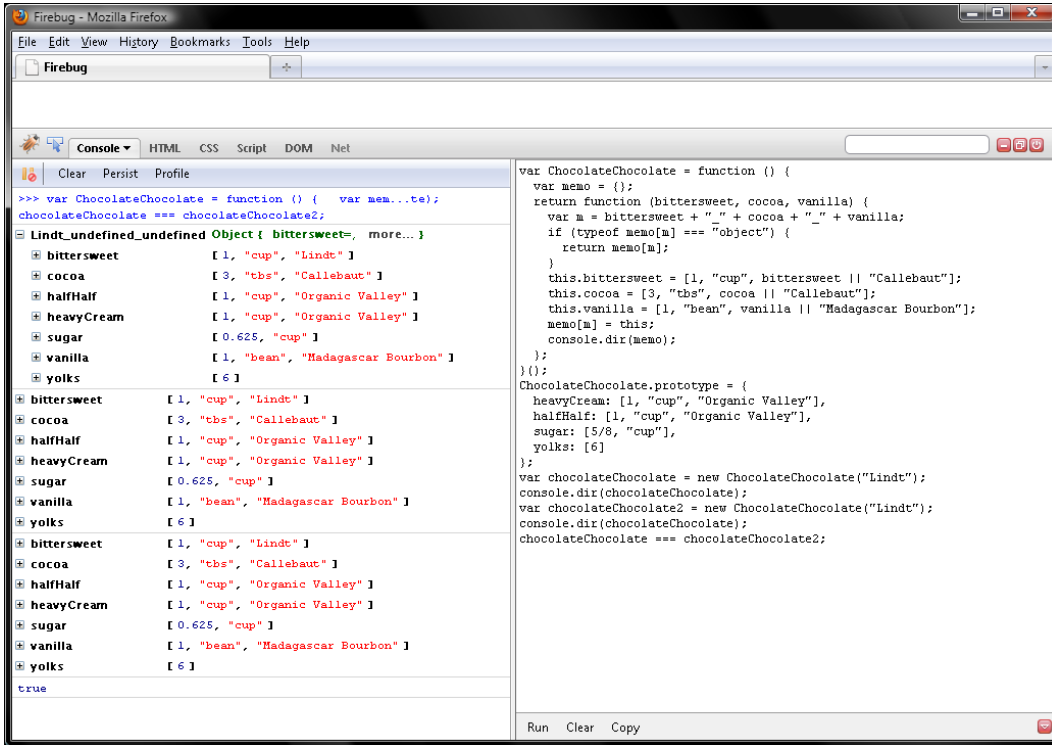 Firebug - Mozilla Firefox
File Edit View History Bookmarks Tools Help
Firebug
Console HTML CSS Script DOM Net
Clear Persist Profile
>>> var ChocolateChocolate = function () { var mem...te);
chocolateChocolate === chocolateChocolate2;
Lindt_undefined_undefined Object { bittersweet=, more... }
bittersweet [ 1, "cup", "Lindt" ]
cocoa [ 3, "tbs", "Callebaut" ]
halfHalf [ 1, "cup", "Organic Valley" ]
heavyCream [ 1, "cup", "Organic Valley" ]
sugar [ 0.625, "cup" ]
vanilla [ 1, "bean", "Madagascar Bourbon" ]
yolks [ 6 ]
bittersweet [ 1, "cup", "Lindt" ]
cocoa [ 3, "tbs", "Callebaut" ]
halfHalf [ 1, "cup", "Organic Valley" ]
heavyCream [ 1, "cup", "Organic Valley" ]
sugar [ 0.625, "cup" ]
vanilla [ 1, "bean", "Madagascar Bourbon" ]
yolks [ 6 ]
bittersweet [ 1, "cup", "Lindt" ]
cocoa [ 3, "tbs", "Callebaut" ]
halfHalf [ 1, "cup", "Organic Valley" ]
heavyCream [ 1, "cup", "Organic Valley" ]
sugar [ 0.625, "cup" ]
vanilla [ 1, "bean", "Madagascar Bourbon" ]
yolks [ 6 ]
true
var ChocolateChocolate = function () {
var memo = {};
return function (bittersweet, cocoa, vanilla) {
var m = bittersweet + "_" + cocoa + "_" + vanilla;
if (typeof memo[m] === "object") {
return memo[m];
}
this.bittersweet = [1, "cup", bittersweet || "Callebaut"];
this.cocoa = [3, "tbs", cocoa || "Callebaut"];
this.vanilla = [1, "bean", vanilla || "Madagascar Bourbon"];
memo[m] = this;
console.dir(memo);
};
}();
ChocolateChocolate.prototype = {
heavyCream: [1, "cup", "Organic Valley"],
halfHalf: [1, "cup", "Organic Valley"],
sugar: [5/8, "cup"],
yolks: [6]
};
var chocolateChocolate = new ChocolateChocolate("Lindt");
console.dir(chocolateChocolate);
var chocolateChocolate2 = new ChocolateChocolate("Lindt");
console.dir(chocolateChocolate);
chocolateChocolate === chocolateChocolate2;
Run Clear Copy